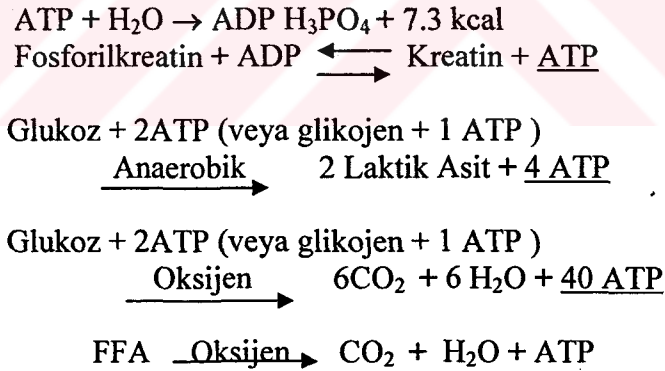 ATP + H₂O → ADP H₃PO₄ + 7.3 kcal
Fosforilkreatin + ADP ⇄ Kreatin + ATP
Glukoz + 2ATP (veya glikojen + 1 ATP )
Anaerobik 2 Laktik Asit + 4 ATP
Glukoz + 2ATP (veya glikojen + 1 ATP )
Oksijen 6CO₂ + 6 H₂O + 40 ATP
FFA Oksijen CO₂ + H₂O + ATP